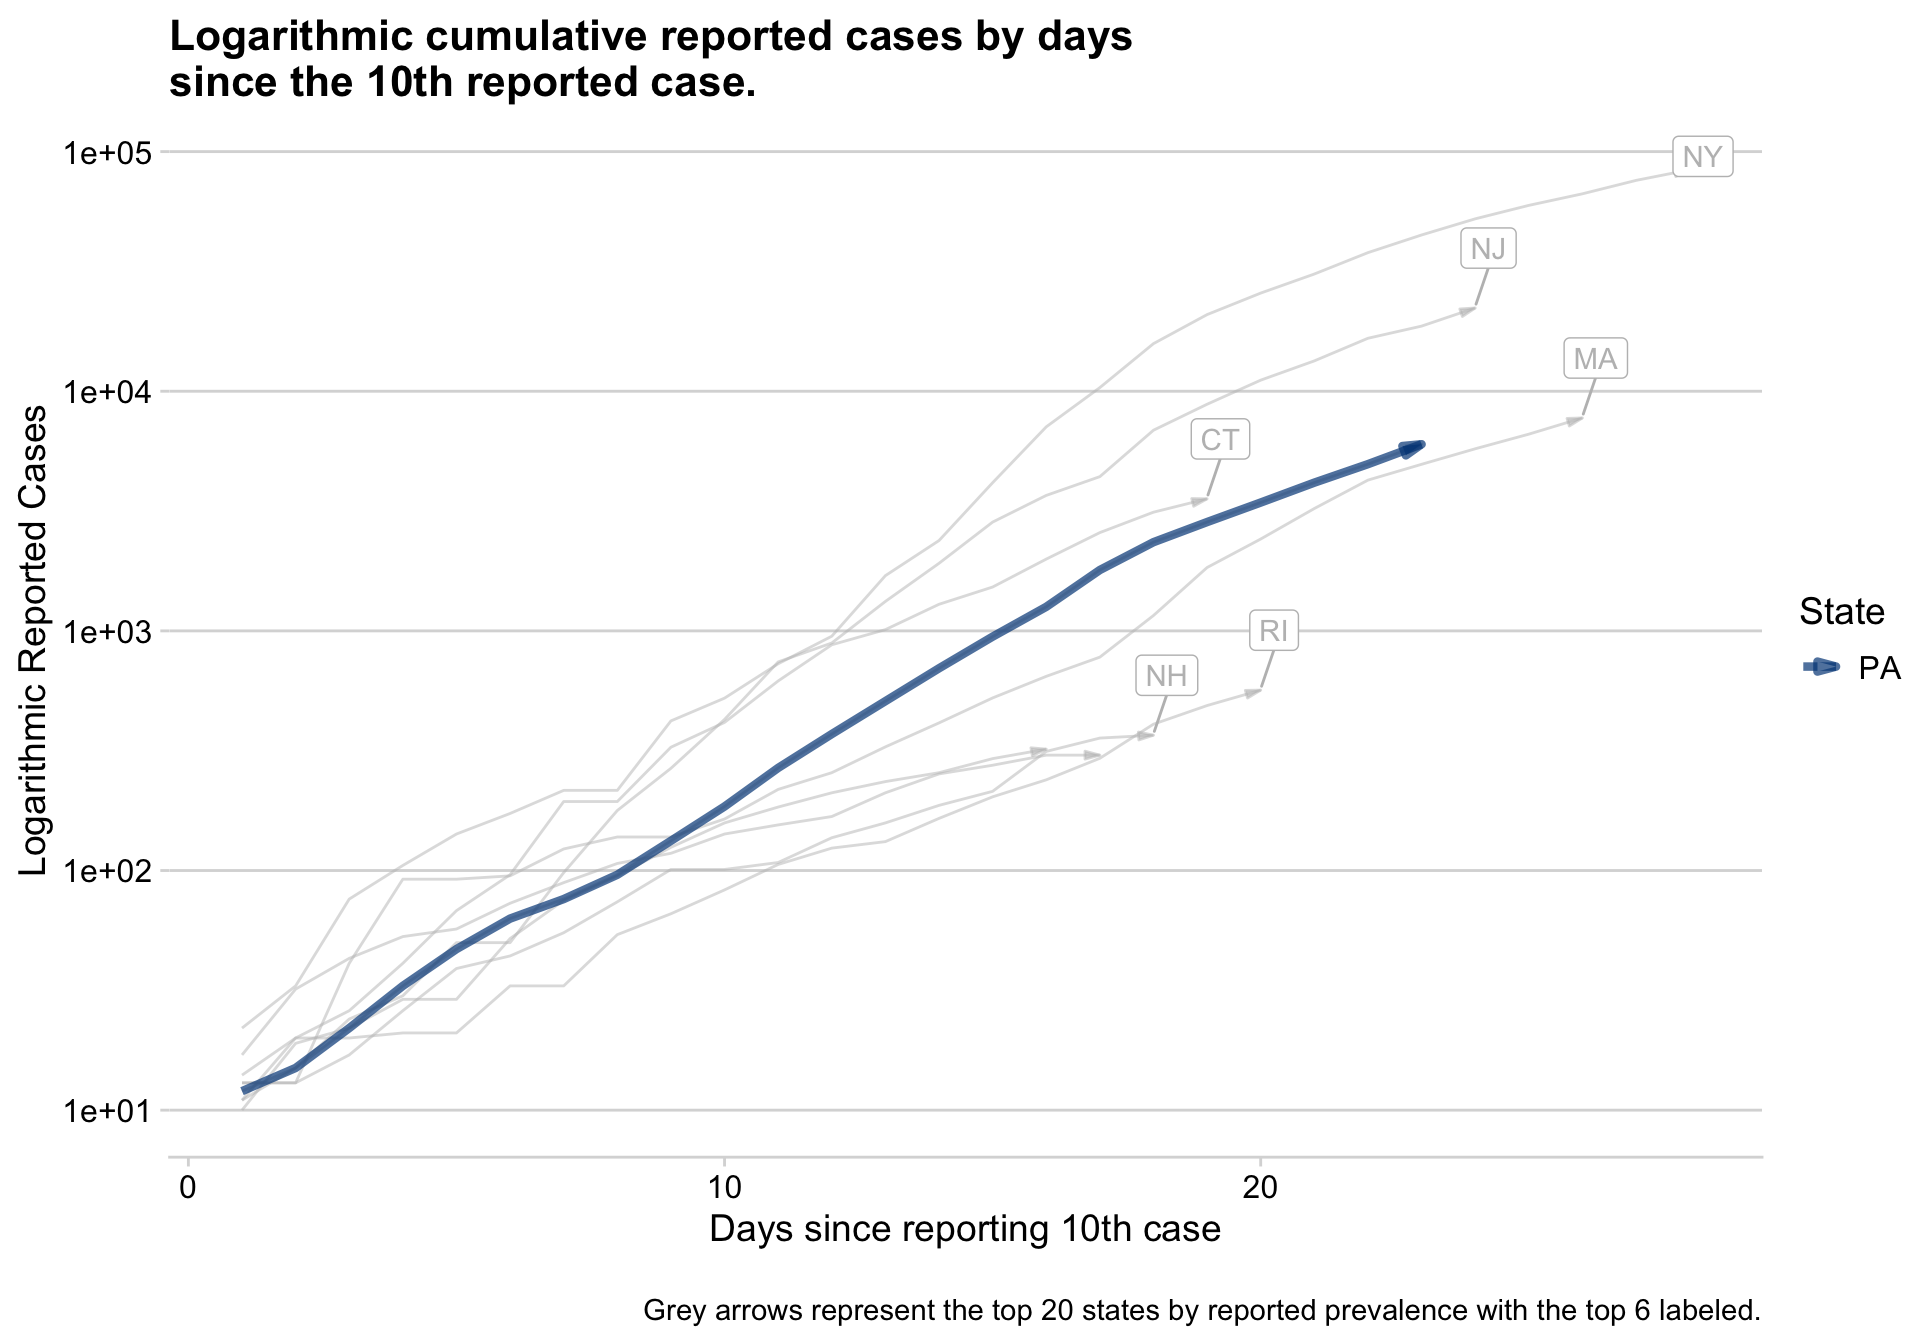 Logarithmic cumulative reported cases by days
since the 10th reported case.
1e+05
NY
NJ
MA
1e+04
CT
Logarithmic Reported Cases
State
1e+03
RI
PA
NH
1e+02
1e+01
0
10
20
Days since reporting 10th case
Grey arrows represent the top 20 states by reported prevalence with the top 6 labeled.